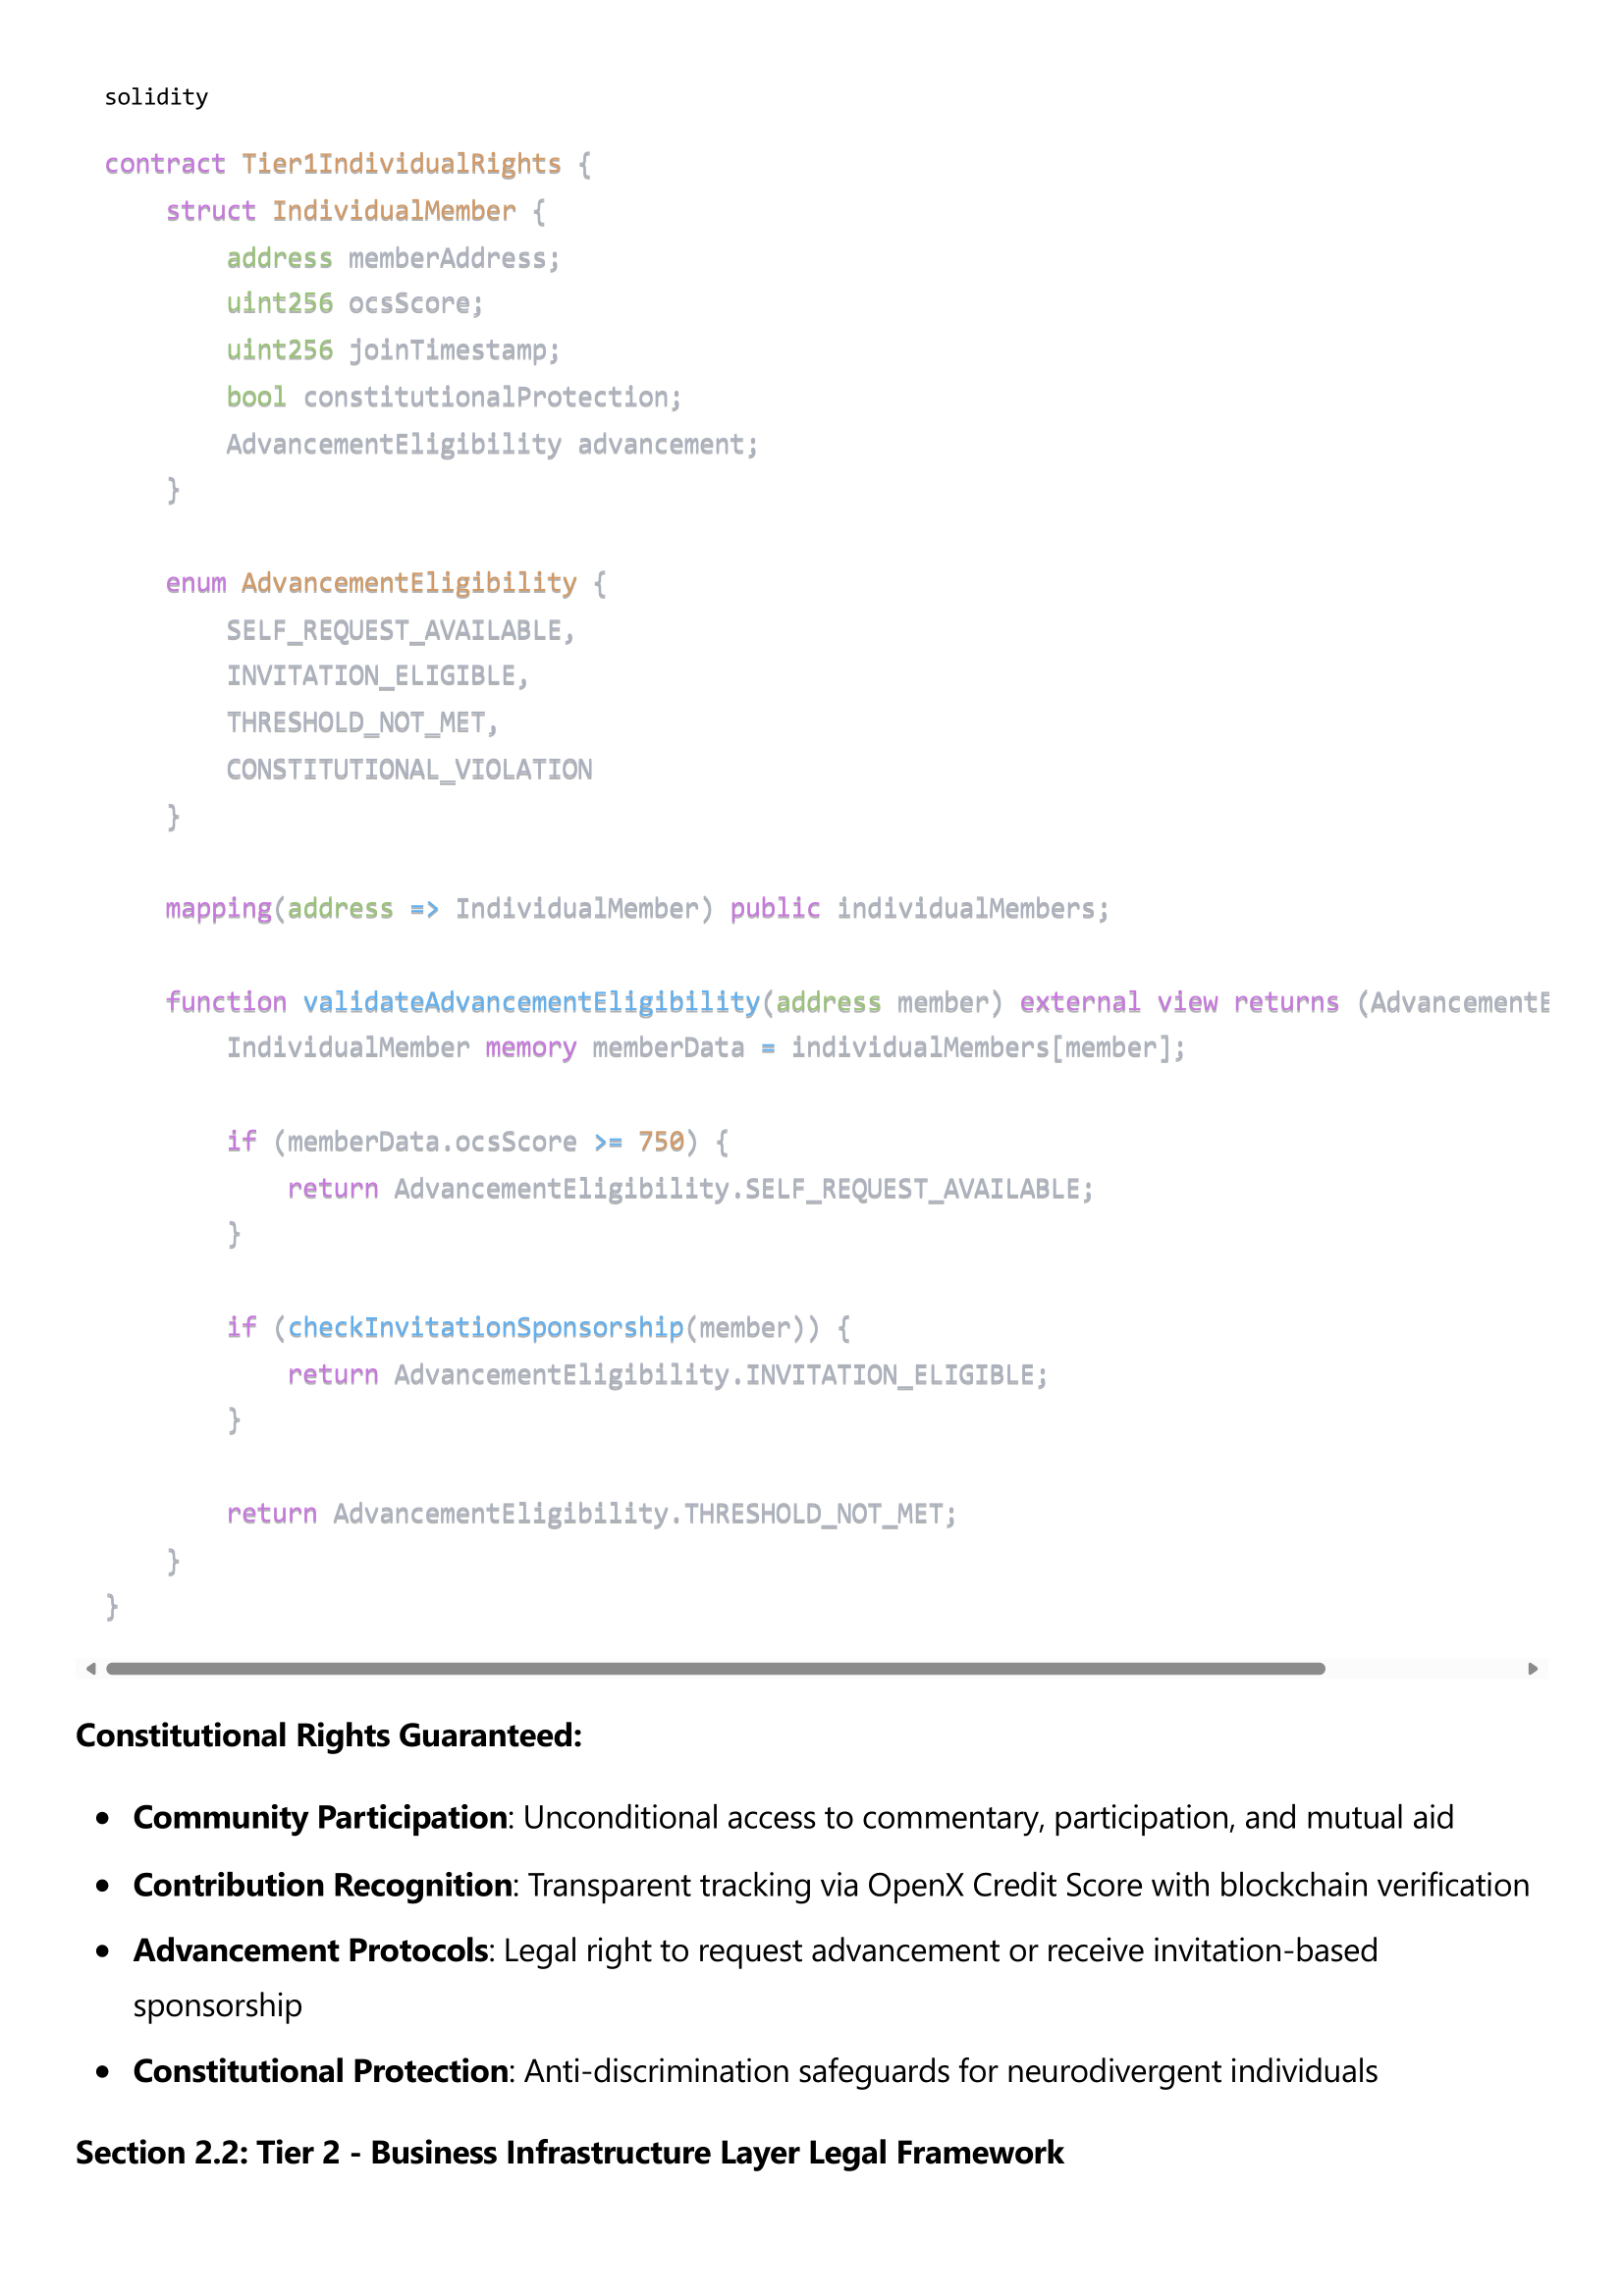 solidity
contract Tier1IndividualRights {
    struct IndividualMember {
        address memberAddress;
        uint256 ocsScore;
        uint256 joinTimestamp;
        bool constitutionalProtection;
        AdvancementEligibility advancement;
    }
    enum AdvancementEligibility {
        SELF_REQUEST_AVAILABLE,
        INVITATION_ELIGIBLE,
        THRESHOLD_NOT_MET,
        CONSTITUTIONAL_VIOLATION
    }
    mapping(address => IndividualMember) public individualMembers;
    function validateAdvancementEligibility(address member) external view returns (AdvancementE
        IndividualMember memory memberData = individualMembers[member];
        if (memberData.ocsScore >= 750) {
            return AdvancementEligibility.SELF_REQUEST_AVAILABLE;
        }
        if (checkInvitationSponsorship(member)) {
            return AdvancementEligibility.INVITATION_ELIGIBLE;
        }
        return AdvancementEligibility.THRESHOLD_NOT_MET;
    }
}
Constitutional Rights Guaranteed:
• Community Participation: Unconditional access to commentary, participation, and mutual aid
• Contribution Recognition: Transparent tracking via OpenX Credit Score with blockchain verification
• Advancement Protocols: Legal right to request advancement or receive invitation-based
sponsorship
• Constitutional Protection: Anti-discrimination safeguards for neurodivergent individuals
Section 2.2: Tier 2 - Business Infrastructure Layer Legal Framework